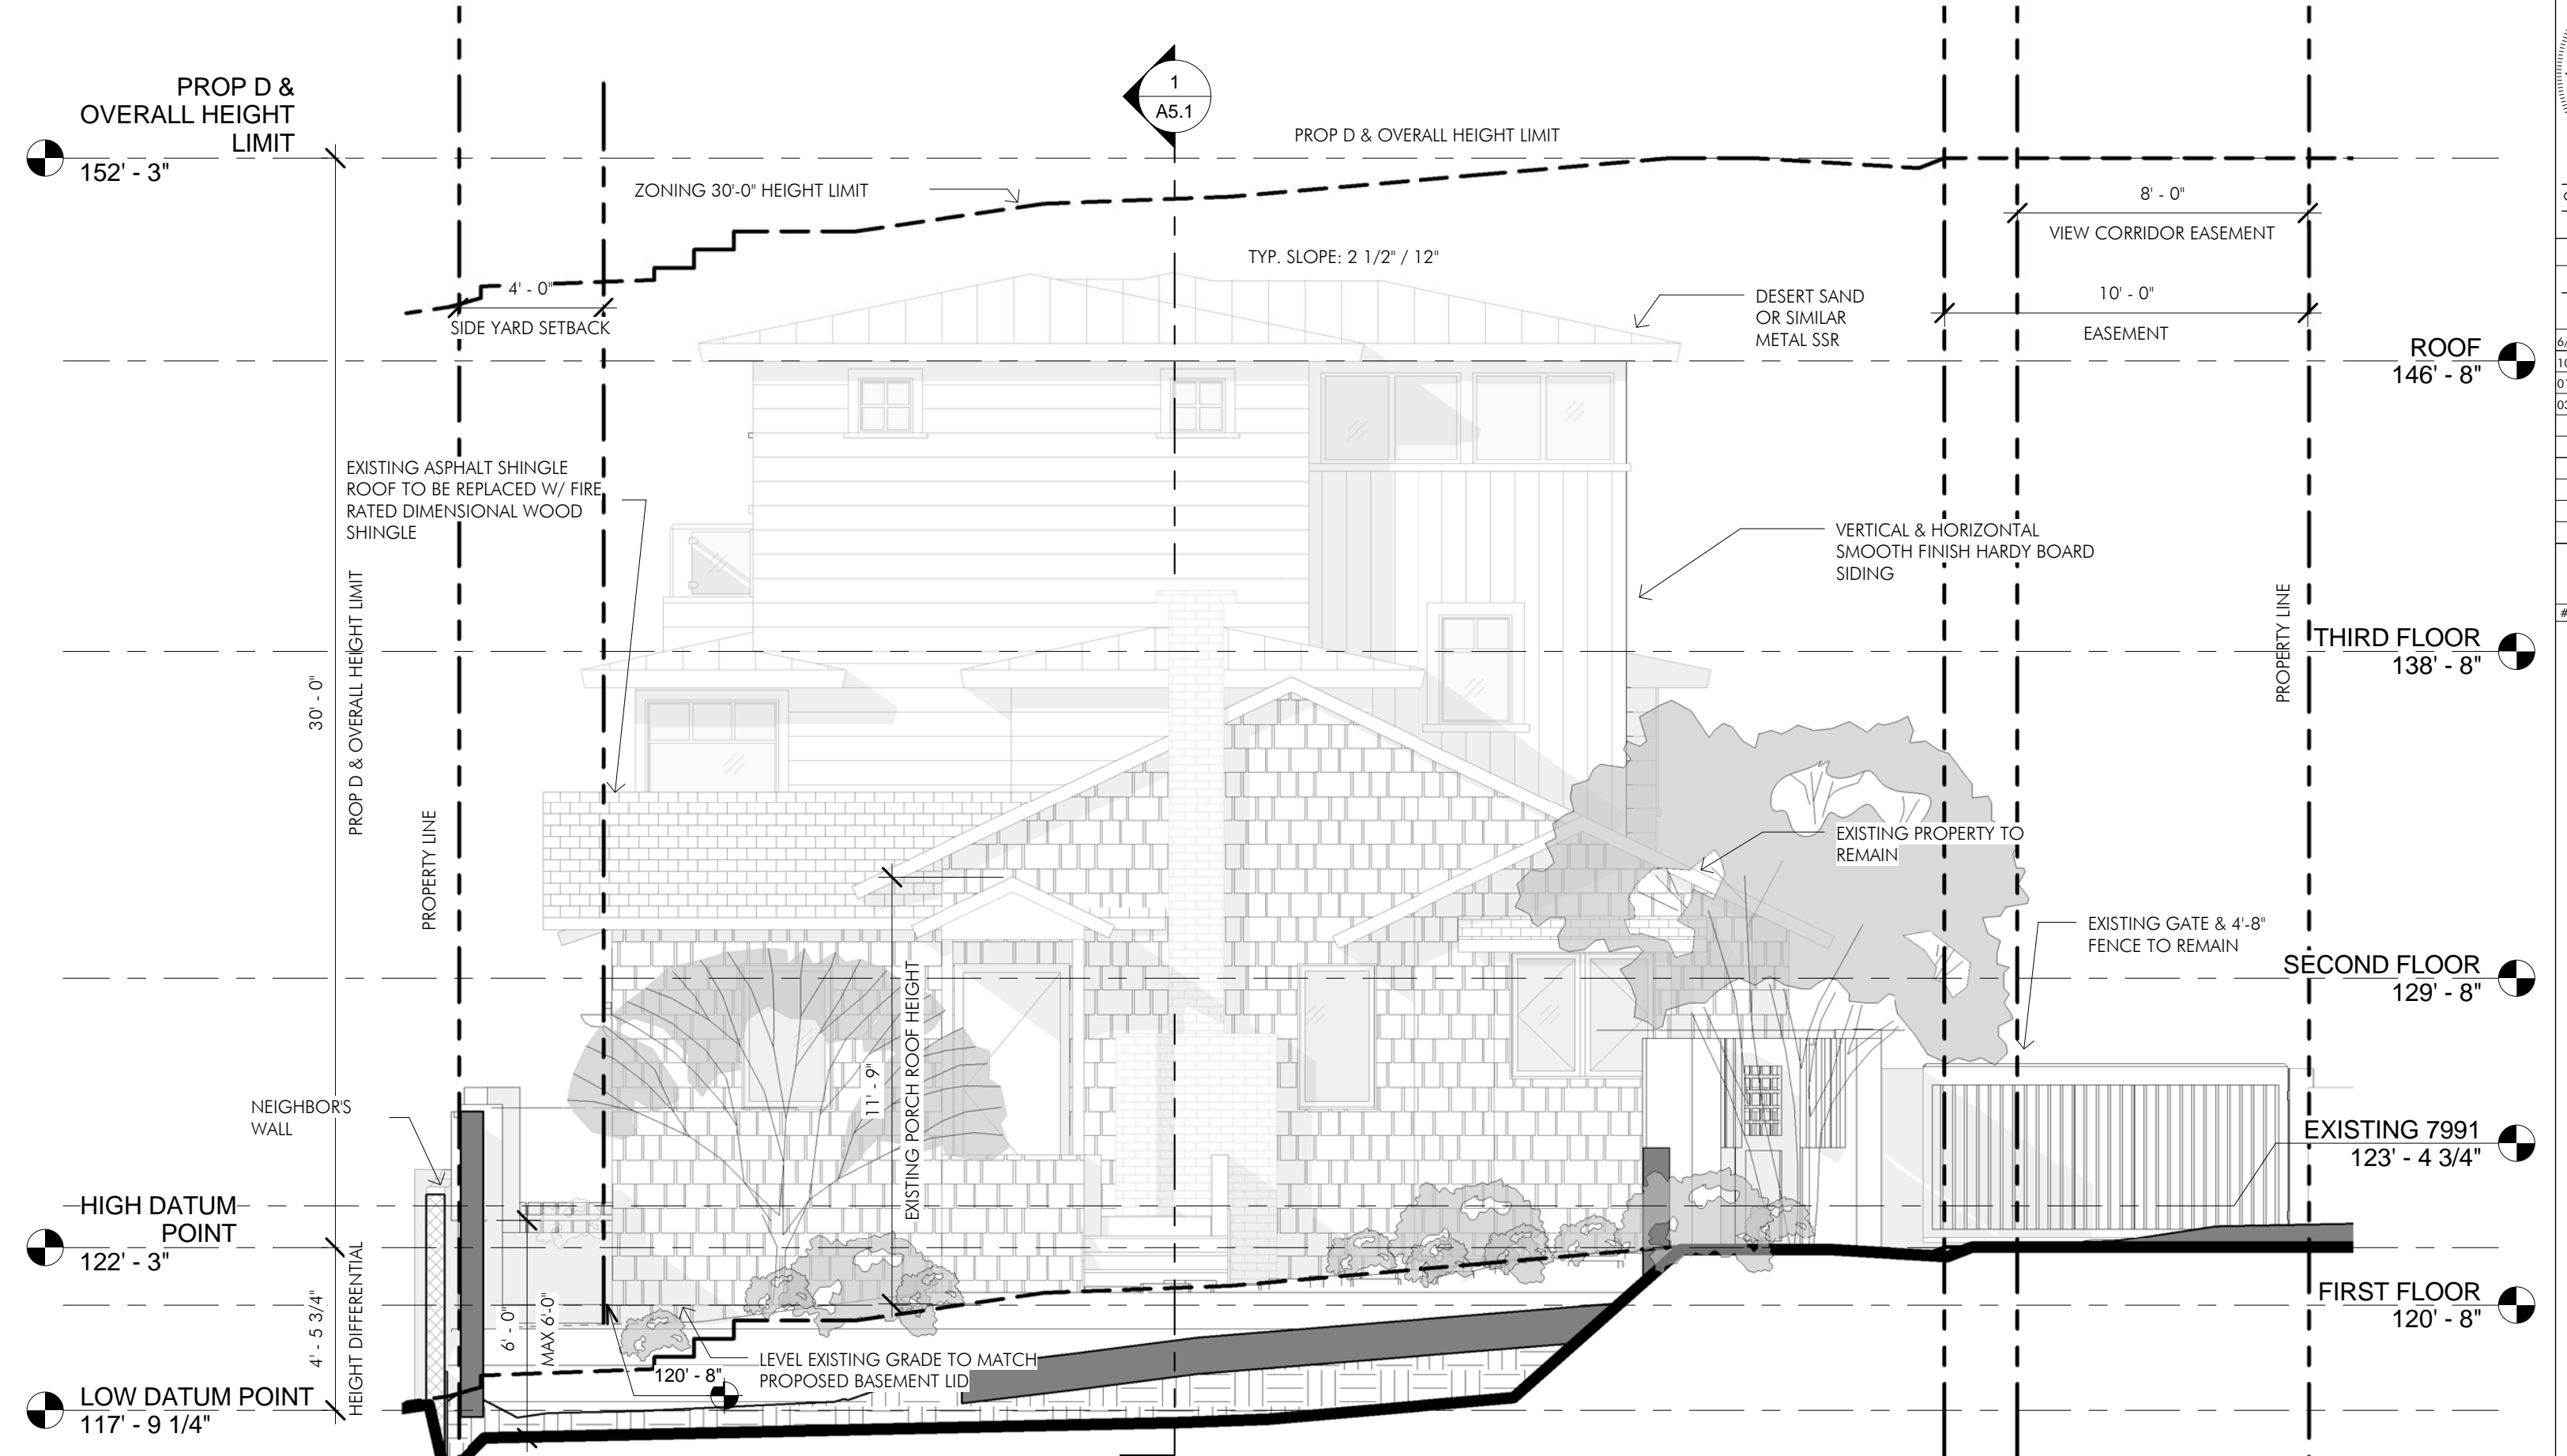 PROP D &
OVERALL HEIGHT
LIMIT
152' - 3"
1
A5.1
PROP D & OVERALL HEIGHT LIMIT
ZONING 30'-0" HEIGHT LIMIT
8' - 0"
VIEW CORRIDOR EASEMENT
TYP. SLOPE: 2 1/2" / 12"
4' - 0"
SIDE YARD SETBACK
DESERT SAND
OR SIMILAR
METAL SSR
10' - 0"
EASEMENT
ROOF
146' - 8"
EXISTING ASPHALT SHINGLE
ROOF TO BE REPLACED W/ FIRE
RATED DIMENSIONAL WOOD
SHINGLE
VERTICAL & HORIZONTAL
SMOOTH FINISH HARDY BOARD
SIDING
30' - 0"
PROP D & OVERALL HEIGHT LIMIT
PROPERTY LINE
THIRD FLOOR
138' - 8"
PROPERTY LINE
EXISTING PROPERTY TO
REMAIN
EXISTING GATE & 4'-8"
FENCE TO REMAIN
SECOND FLOOR
129' - 8"
11' - 9"
EXISTING PORCH ROOF HEIGHT
NEIGHBOR'S
WALL
EXISTING 7991
123' - 4 3/4"
HIGH DATUM
POINT
122' - 3"
4' - 5 3/4"
HEIGHT DIFFERENTIAL
6' - 0"
MAX 6'-0"
FIRST FLOOR
120' - 8"
LEVEL EXISTING GRADE TO MATCH
PROPOSED BASEMENT LID
120' - 8"
LOW DATUM POINT
117' - 9 1/4"